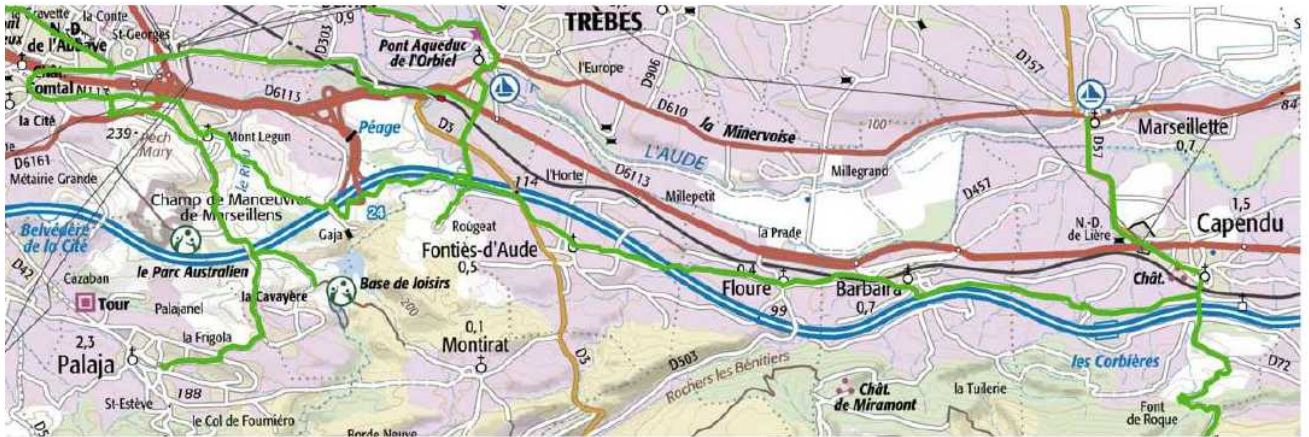 la Conte
St-Georges
N.-D.
de l'Abbaye
0,9
D303
TRÈBES
Pont Aqueduc
de l'Orbiel
l'Europe
D906
D157
N113
la Cité
D6113
D610
la Minervoise
100
84
Marseillette
0,7
239
Pech
Mary
Mont Legun
Péage
D3
D57
D6161
Métairie Grande
le Rieu
L'AUDE
Millegrand
l'Horte
D6113
Millepetit
D457
Champ de Manœuvres
de Marseillens
114
24
1,5
Capendu
Belvédère
de la Cité
Gaja
Rougeat
la Prade
N.-D.
de Lière
Fontiès-d'Aude
0,5
D42
le Parc Australien
Base de loisirs
0,4
Floure
Barbaira
0,7
Chât.
Cazaban
Tour
Palajanel
la Cavayère
200
99
la Frigola
0,1
Montirat
2,3
Palaja
D3
D503
Rochers les Bénitiers
les Corbières
D72
188
St-Estève
Chât.
de Miramont
la Tuilerie
Font
de Roque
le Col de Fourniéro
Borde Neuve